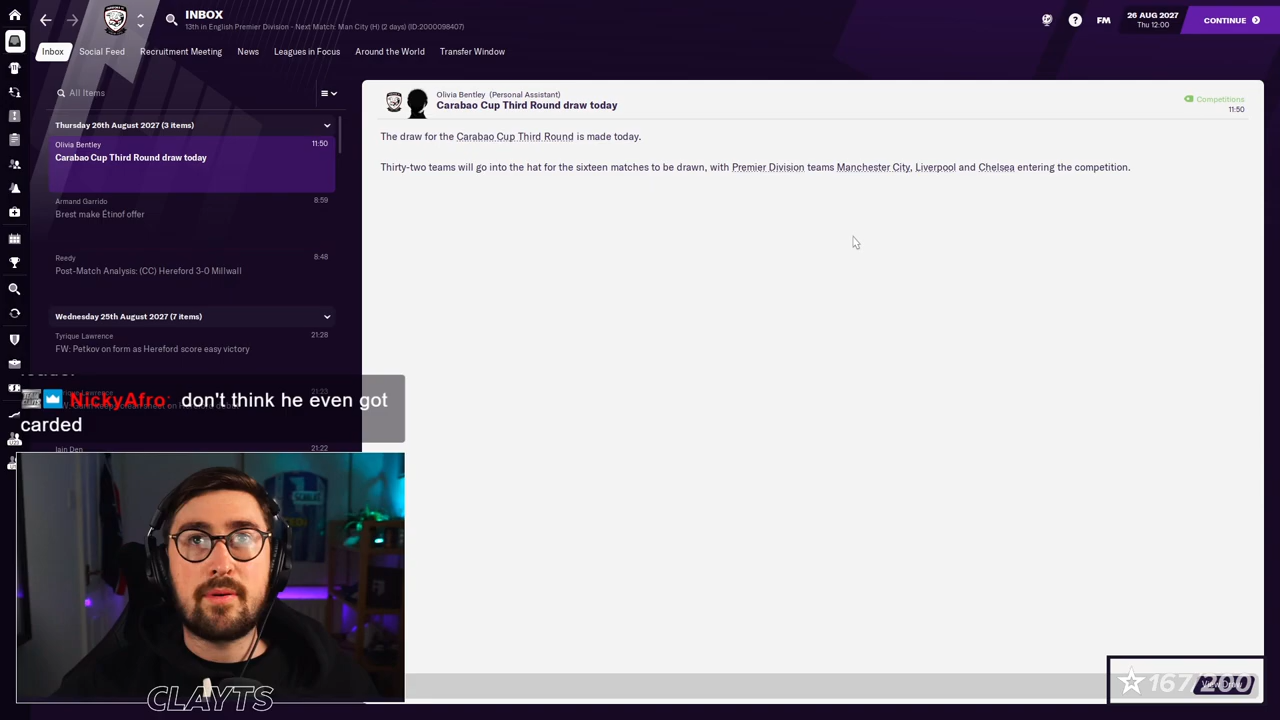 INBOX
13th in English Premier Division - Next Match: Man City (H) (2 days) (ID:2000098407)
FM
26 AUG 2027
Thu 12:00
CONTINUE
Inbox
Social Feed
Recruitment Meeting
News
Leagues in Focus
Around the World
Transfer Window
All Items
Thursday 26th August 2027 (3 items)
Olivia Bentley
11:50
Carabao Cup Third Round draw today
Armand Garrido
8:59
Brest make Étinof offer
Reedy
8:48
Post-Match Analysis: (CC) Hereford 3-0 Millwall
Wednesday 25th August 2027 (7 items)
Tyrique Lawrence
21:28
FW: Petkov on form as Hereford score easy victory
NickyAfro: don't think he even got
carded
Iain Den
21:22
CLAYTS
Olivia Bentley (Personal Assistant)
Carabao Cup Third Round draw today
Competitions
11:50
The draw for the Carabao Cup Third Round is made today.
Thirty-two teams will go into the hat for the sixteen matches to be drawn, with Premier Division teams Manchester City, Liverpool and Chelsea entering the competition.
167/200